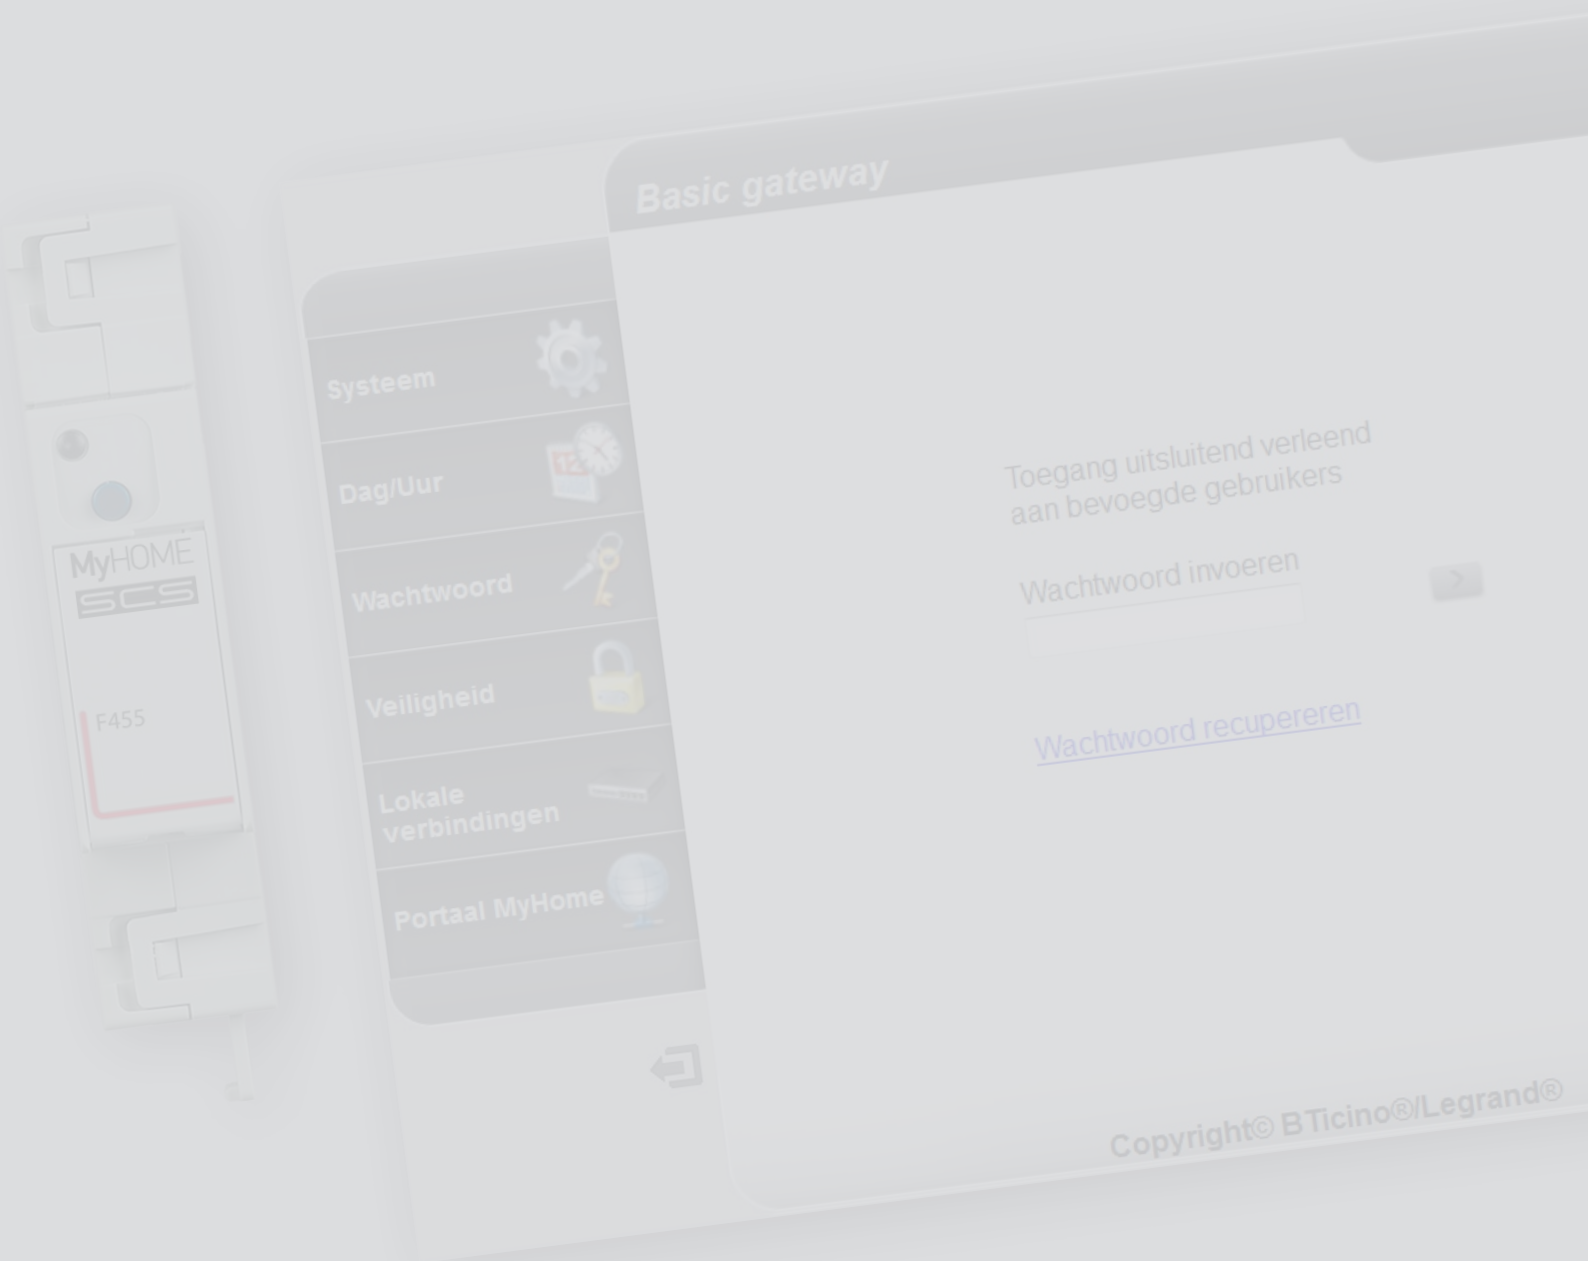 Basic gateway
Systeem
Dag/Uur
12
Wachtwoord
Veiligheid
Lokale
verbindingen
Portaal MyHome
Toegang uitsluitend verleend
aan bevoegde gebruikers
Wachtwoord invoeren
>
Wachtwoord recupereren
Copyright© BTicino®/Legrand®
MyHOME
SCS
F455